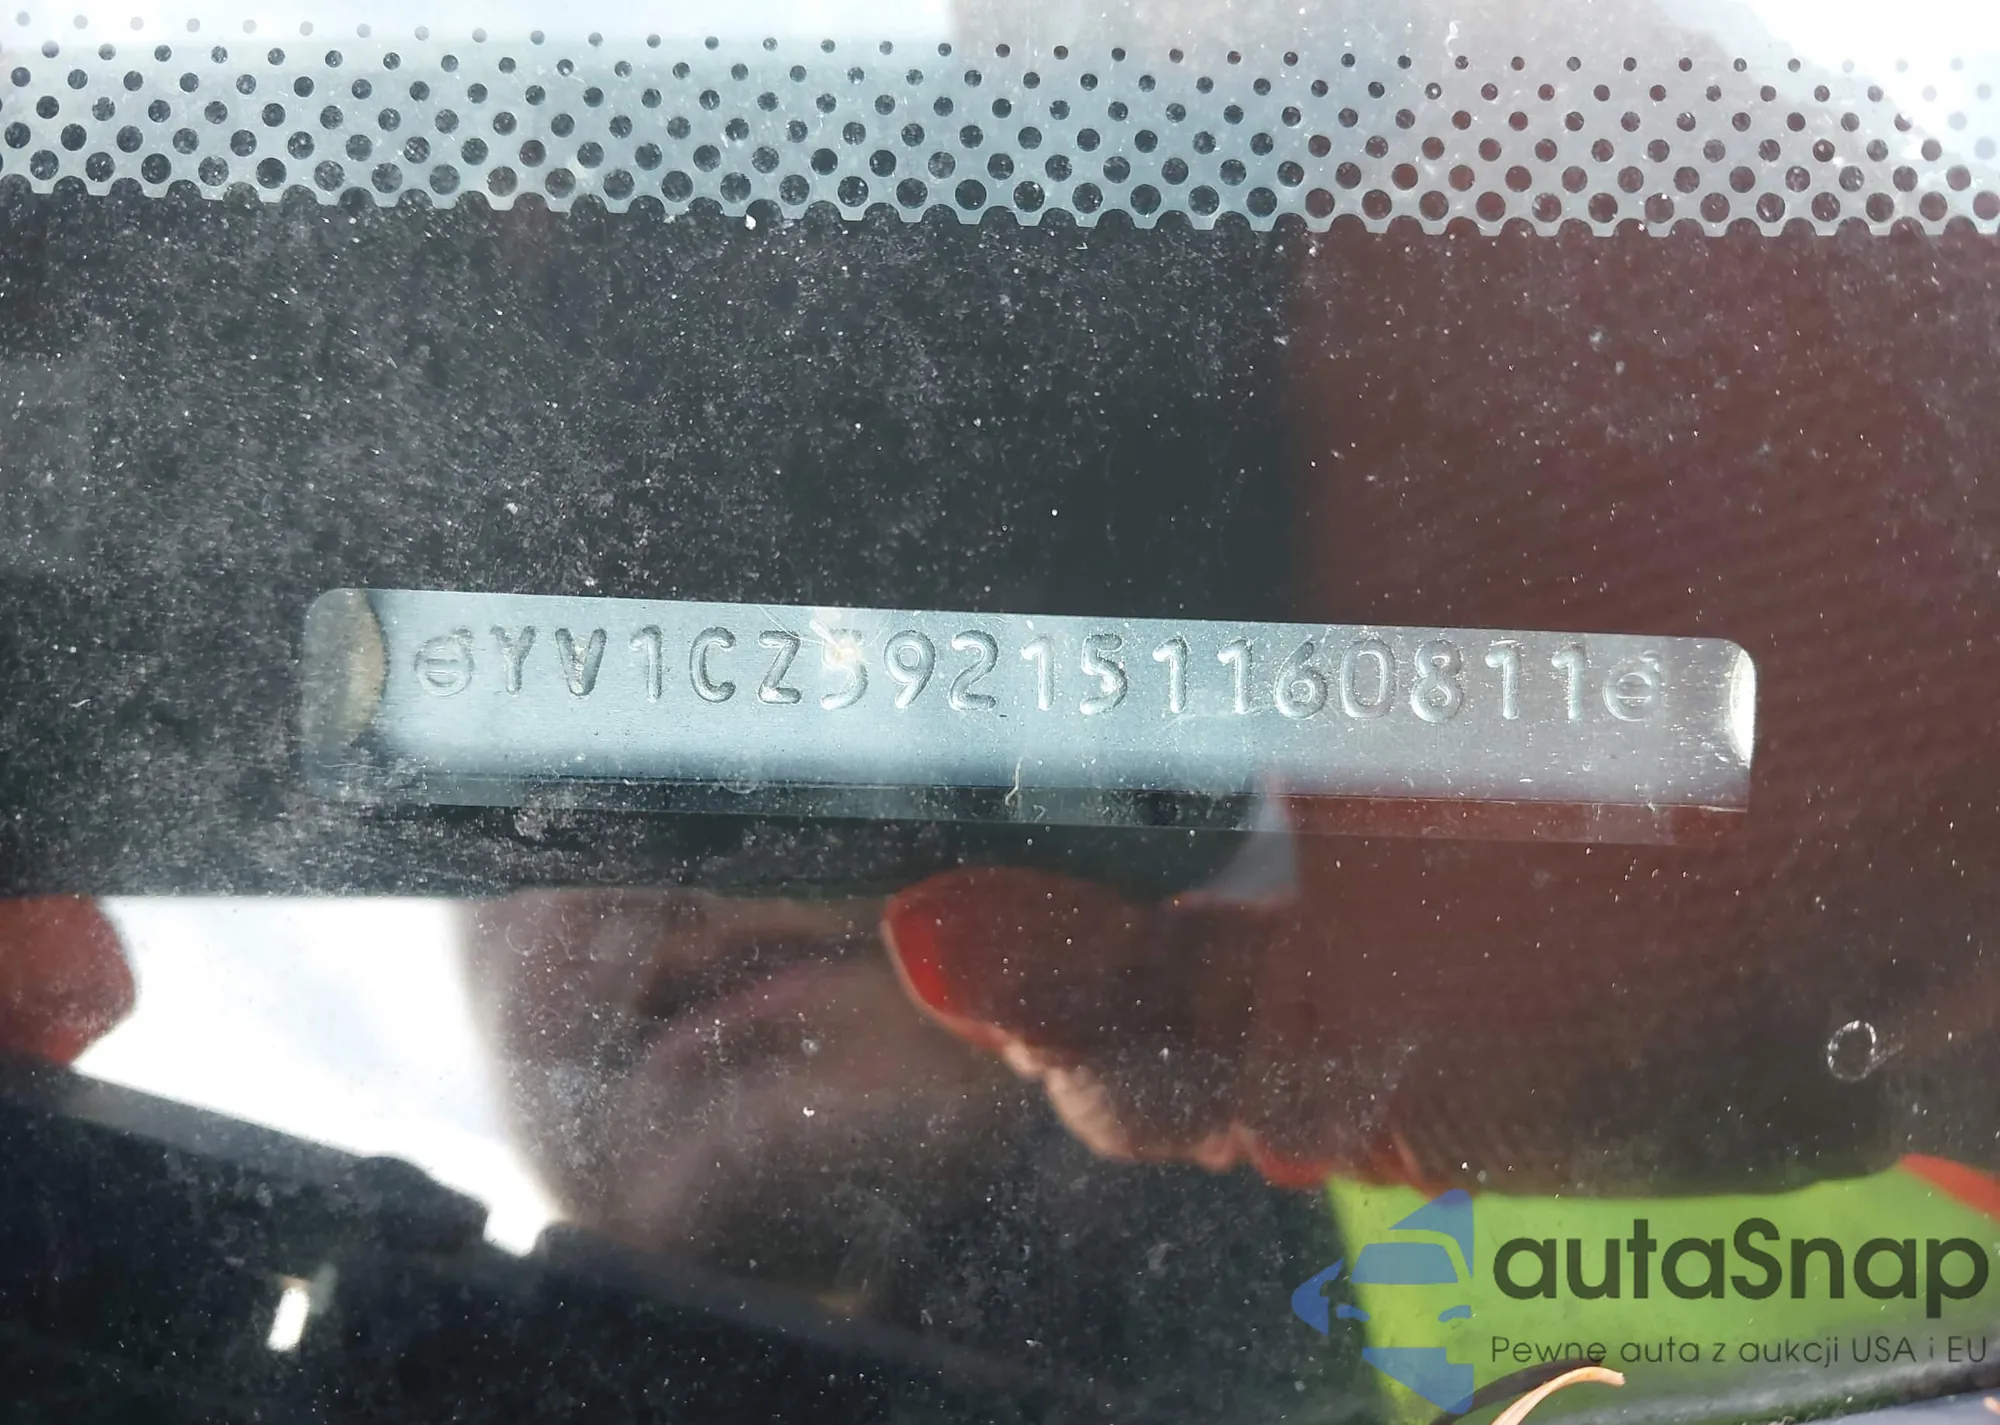 YV1CZ592151160811
autaSnap
Pewne auta z aukcji USA i EU